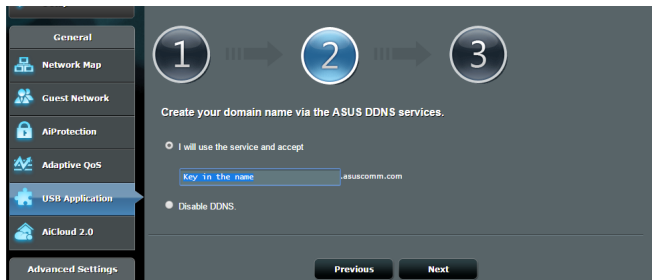 General
Network Map
Guest Network
AiProtection
Adaptive QoS
USB Application
AiCloud 2.0
Advanced Settings
1
2
3
Create your domain name via the ASUS DDNS services.
I will use the service and accept
Key in the name .asuscomm.com
Disable DDNS.
Previous Next